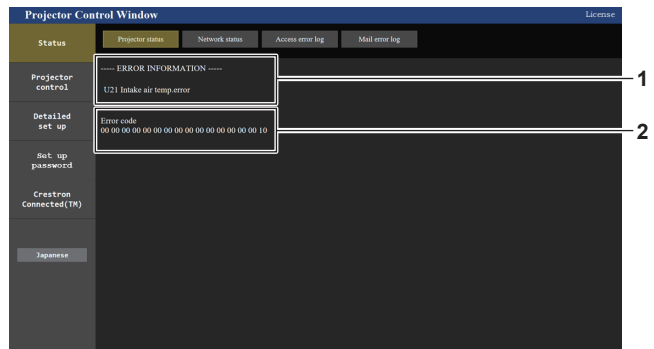 Projector Control Window
License
Status
Projector status
Network status
Access error log
Mail error log
Projector
control
Detailed
set up
Set up
password
Crestron
Connected(TM)
Japanese
----- ERROR INFORMATION -----
U21 Intake air temp.error
Error code
00 00 00 00 00 00 00 00 00 00 00 00 00 00 00 10
1
2